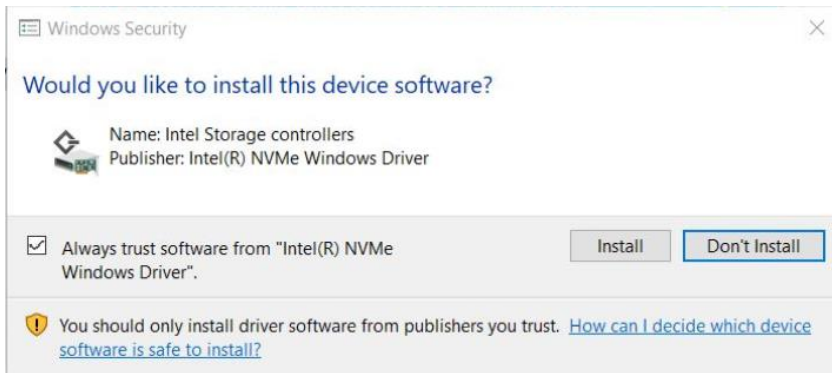 Windows Security
Would you like to install this device software?
Name: Intel Storage controllers
Publisher: Intel(R) NVMe Windows Driver
Always trust software from "Intel(R) NVMe
Windows Driver".
Install
Don't Install
You should only install driver software from publishers you trust. How can I decide which device
software is safe to install?